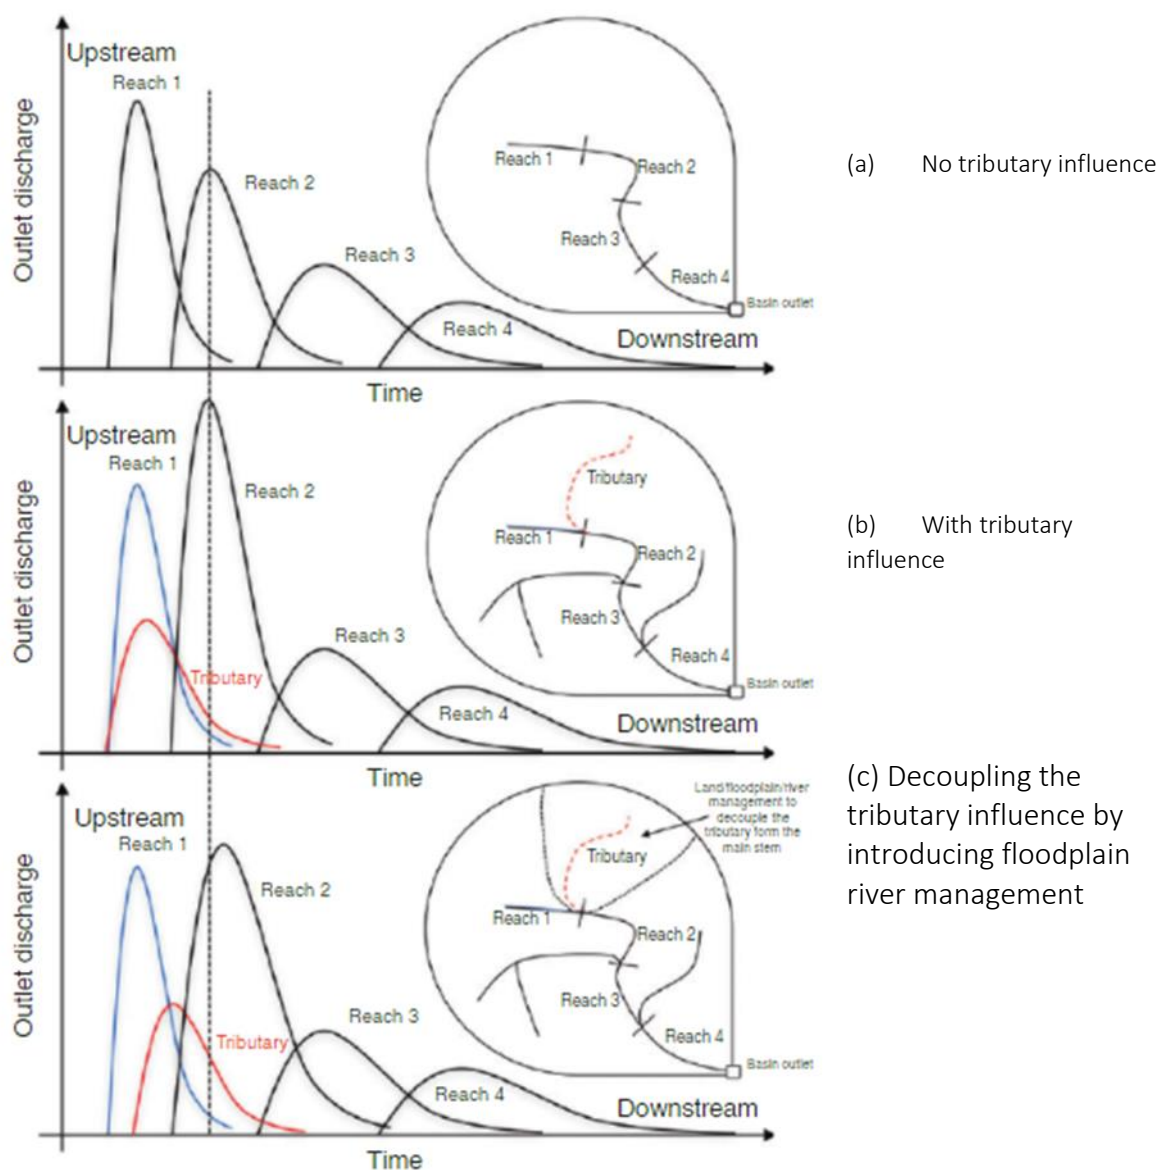 Upstream
Reach 1
Reach 2
Reach 3
Reach 4
Outlet discharge
Time
Downstream
Reach 1
Reach 2
Reach 3
Reach 4
Basin outlet
(a) No tributary influence
Upstream
Reach 1
Reach 2
Tributary
Reach 3
Reach 4
Outlet discharge
Time
Downstream
Tributary
Reach 1
Reach 2
Reach 3
Reach 4
Basin outlet
(b) With tributary
influence
Upstream
Reach 1
Reach 2
Tributary
Reach 3
Reach 4
Outlet discharge
Time
Downstream
Land/floodplain/river
management to
decouple the
tributary form the
main stem
Tributary
Reach 1
Reach 2
Reach 3
Reach 4
Basin outlet
(c) Decoupling the
tributary influence by
introducing floodplain
river management